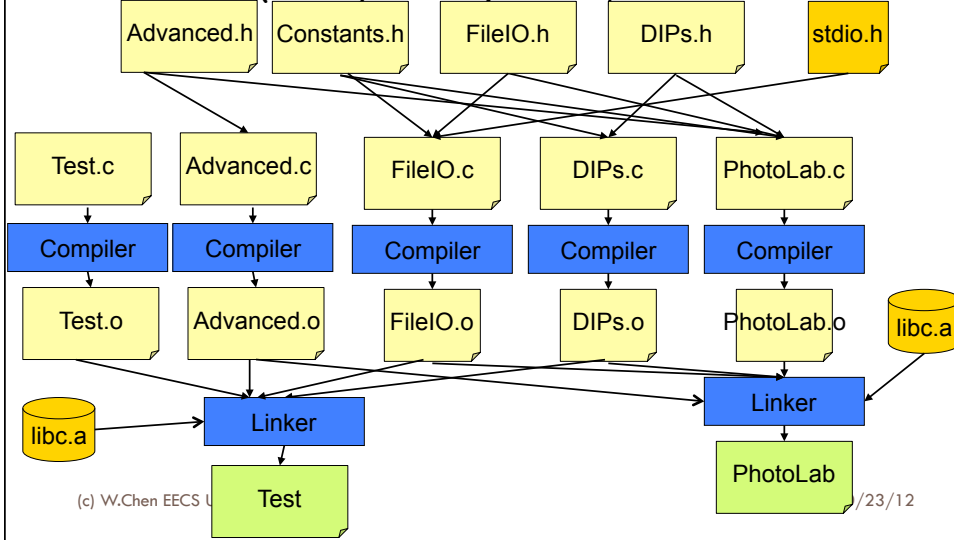 Advanced.h Constants.h FileIO.h DIPs.h stdio.h
Test.c Advanced.c FileIO.c DIPs.c PhotoLab.c
Compiler Compiler Compiler Compiler Compiler
Test.o Advanced.o FileIO.o DIPs.o PhotoLab.o libc.a
libc.a Linker Linker
Test PhotoLab
(c) W.Chen EECS /23/12